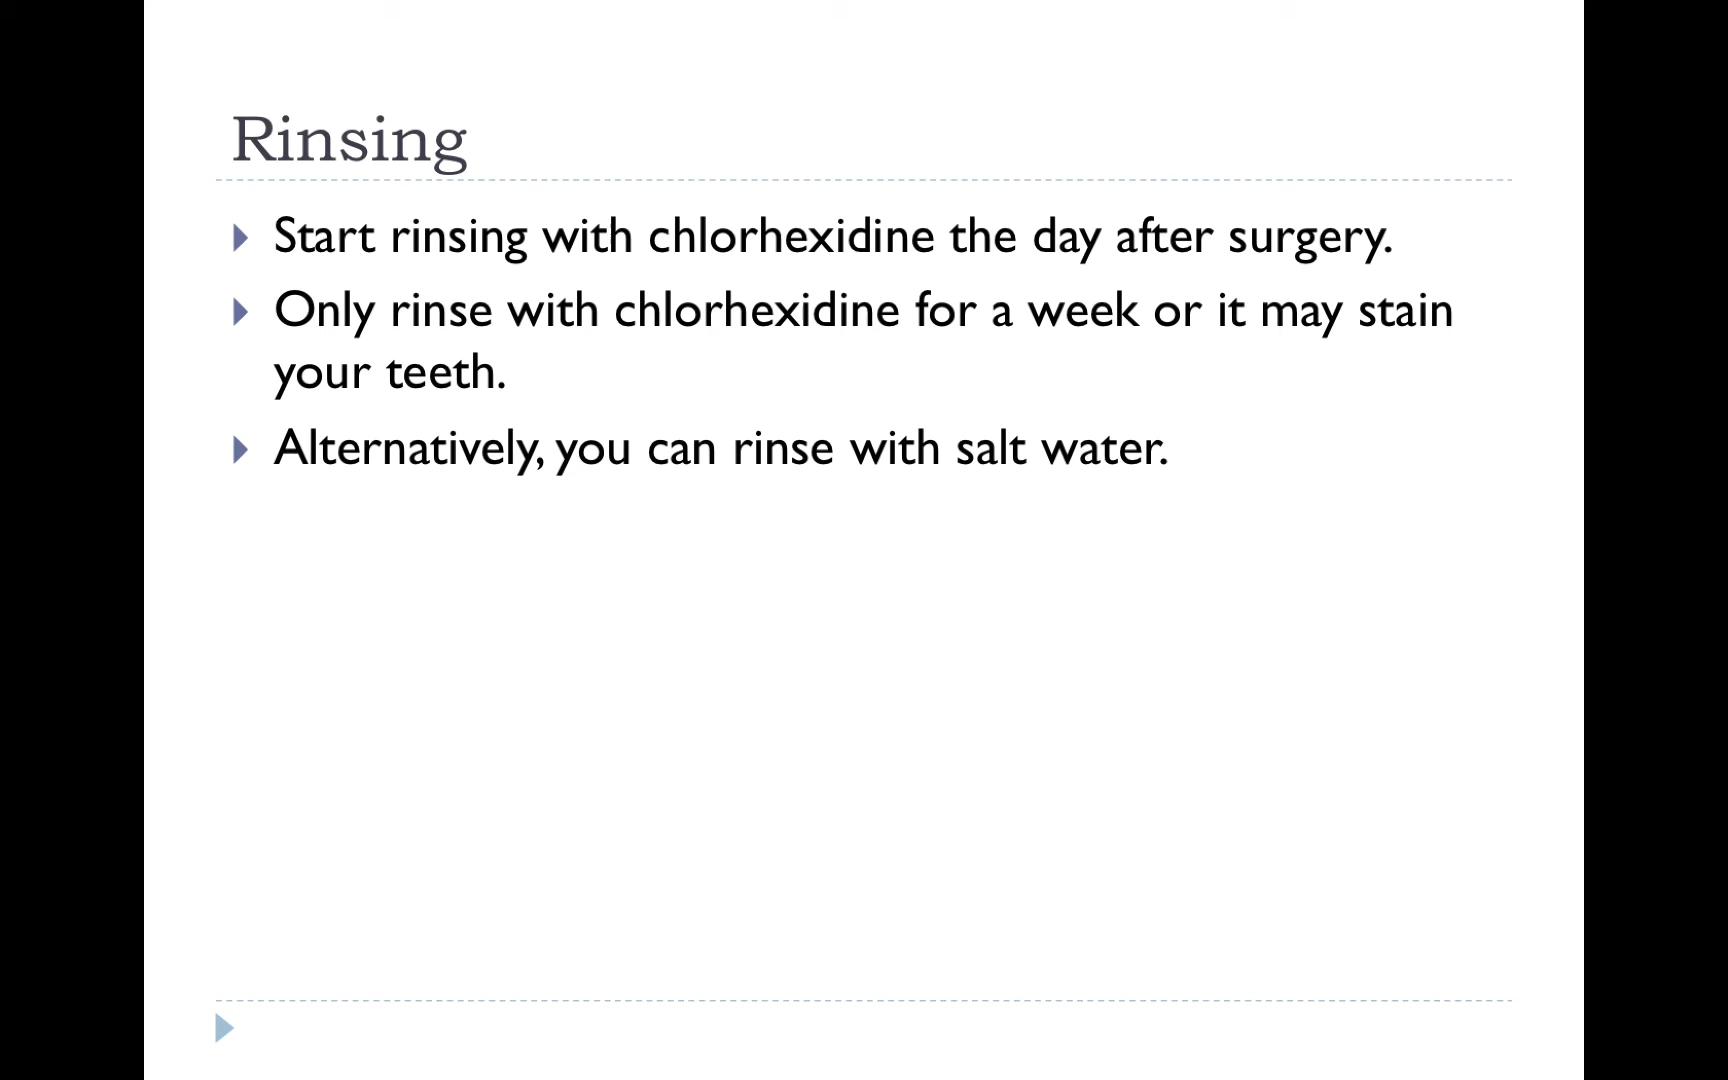 Rinsing
Start rinsing with chlorhexidine the day after surgery.
Only rinse with chlorhexidine for a week or it may stain
your teeth.
Alternatively, you can rinse with salt water.